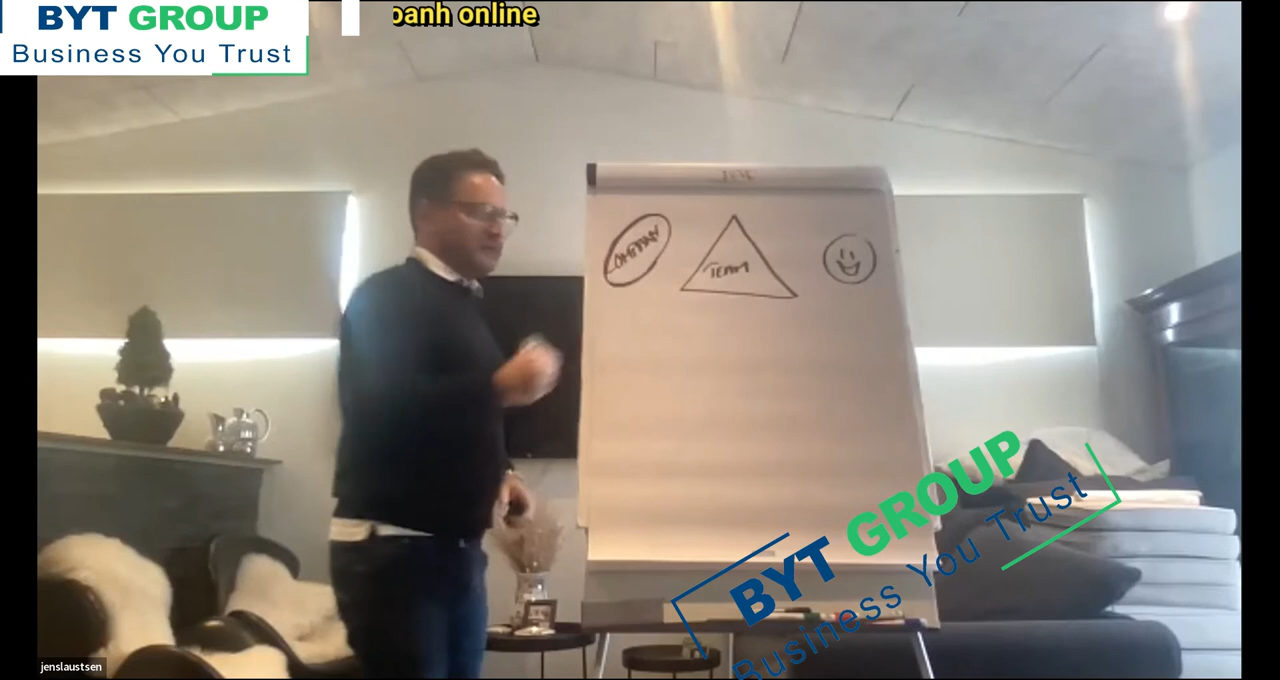 BYT GROUP
Business You Trust
oanh online
COMPANY
TEAM
BYT GROUP
Business You Trust
jenslaustsen